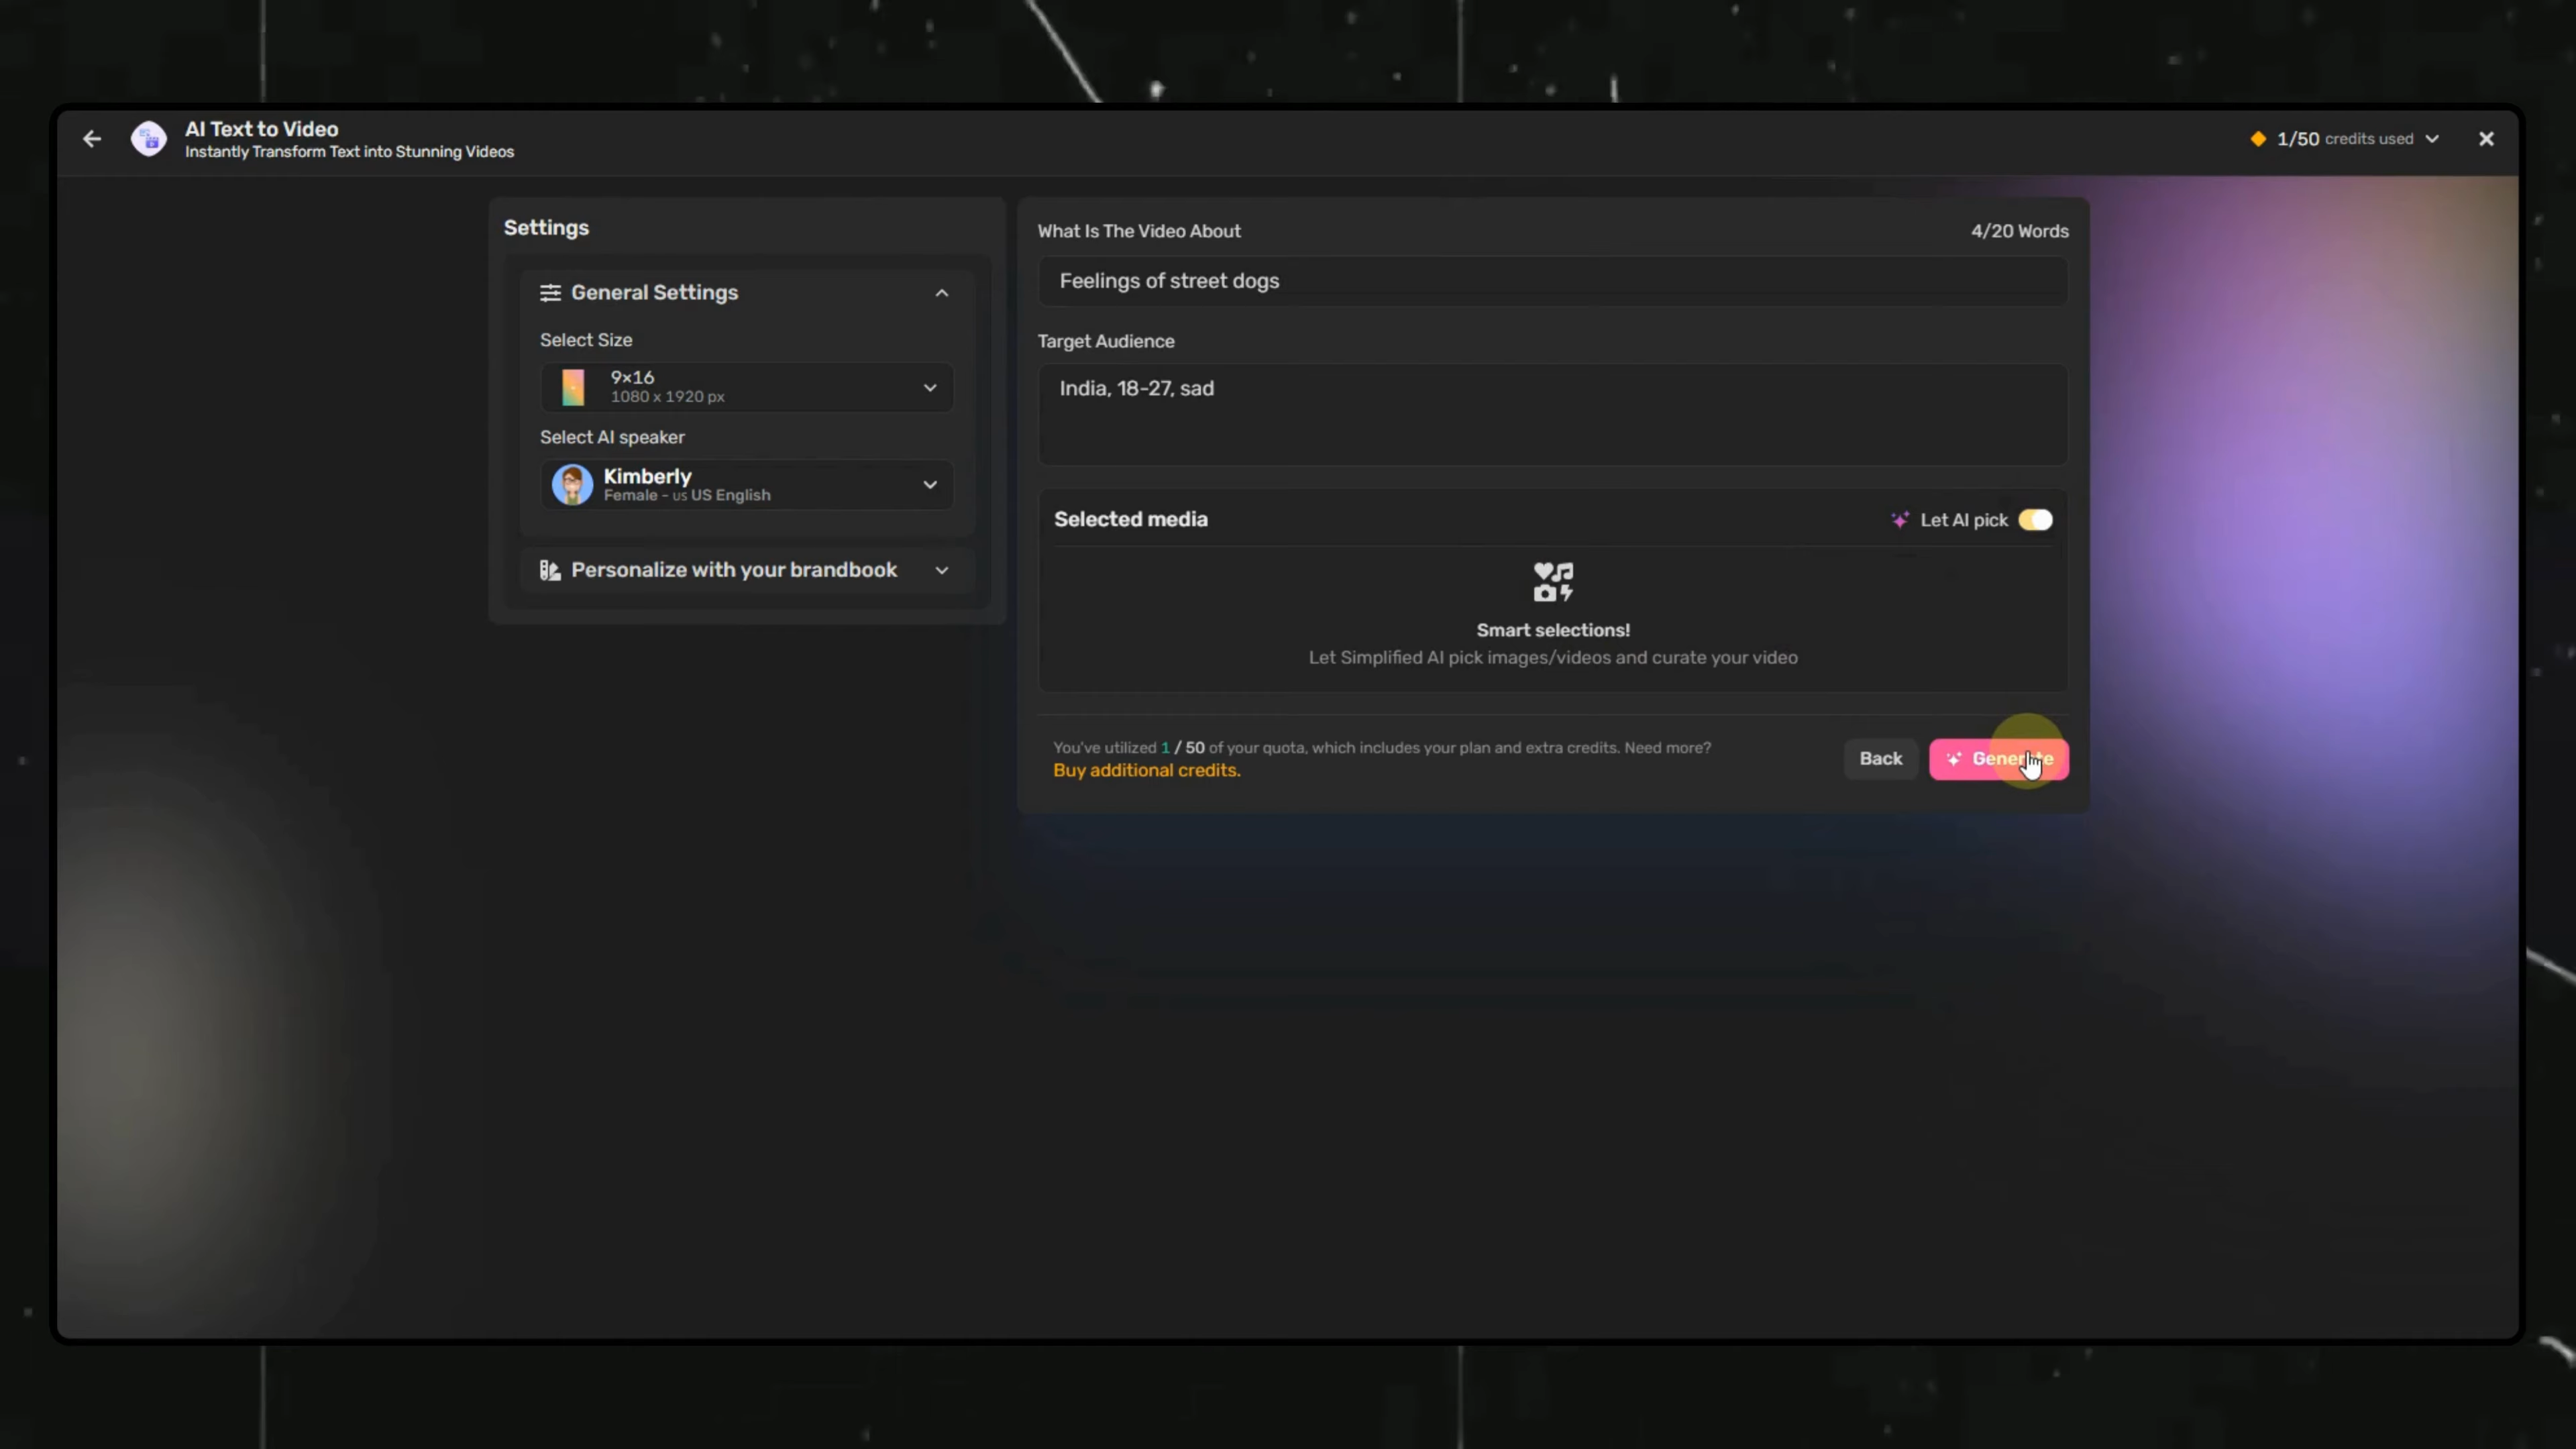 AI Text to Video
Instantly Transform Text into Stunning Videos
1/50 credits used
Settings
General Settings
Select Size
9×16
1080 x 1920 px
Select AI speaker
Kimberly
Female - US US English
Personalize with your brandbook
What Is The Video About
4/20 Words
Feelings of street dogs
Target Audience
India, 18-27, sad
Selected media
Let AI pick
Smart selections!
Let Simplified AI pick images/videos and curate your video
You've utilized 1 / 50 of your quota, which includes your plan and extra credits. Need more?
Buy additional credits.
Back
Generate